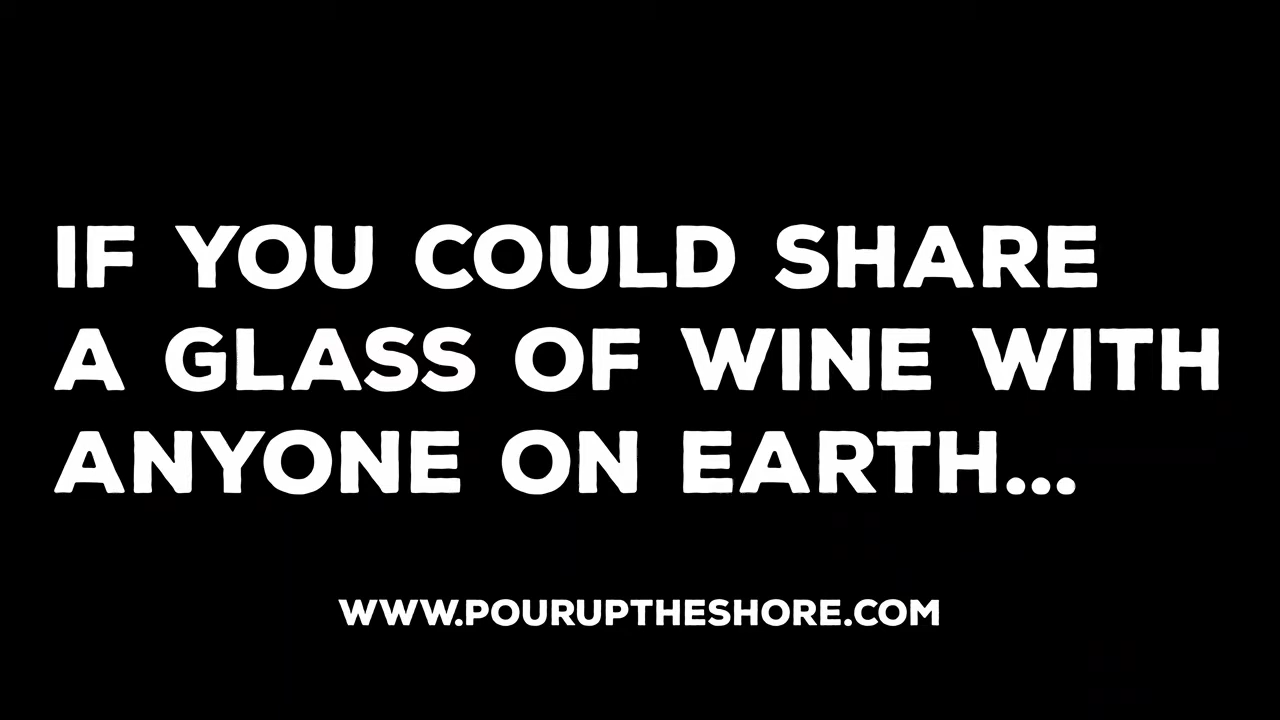 IF YOU COULD SHARE
A GLASS OF WINE WITH
ANYONE ON EARTH...
WWW.POURUPTHESHORE.COM